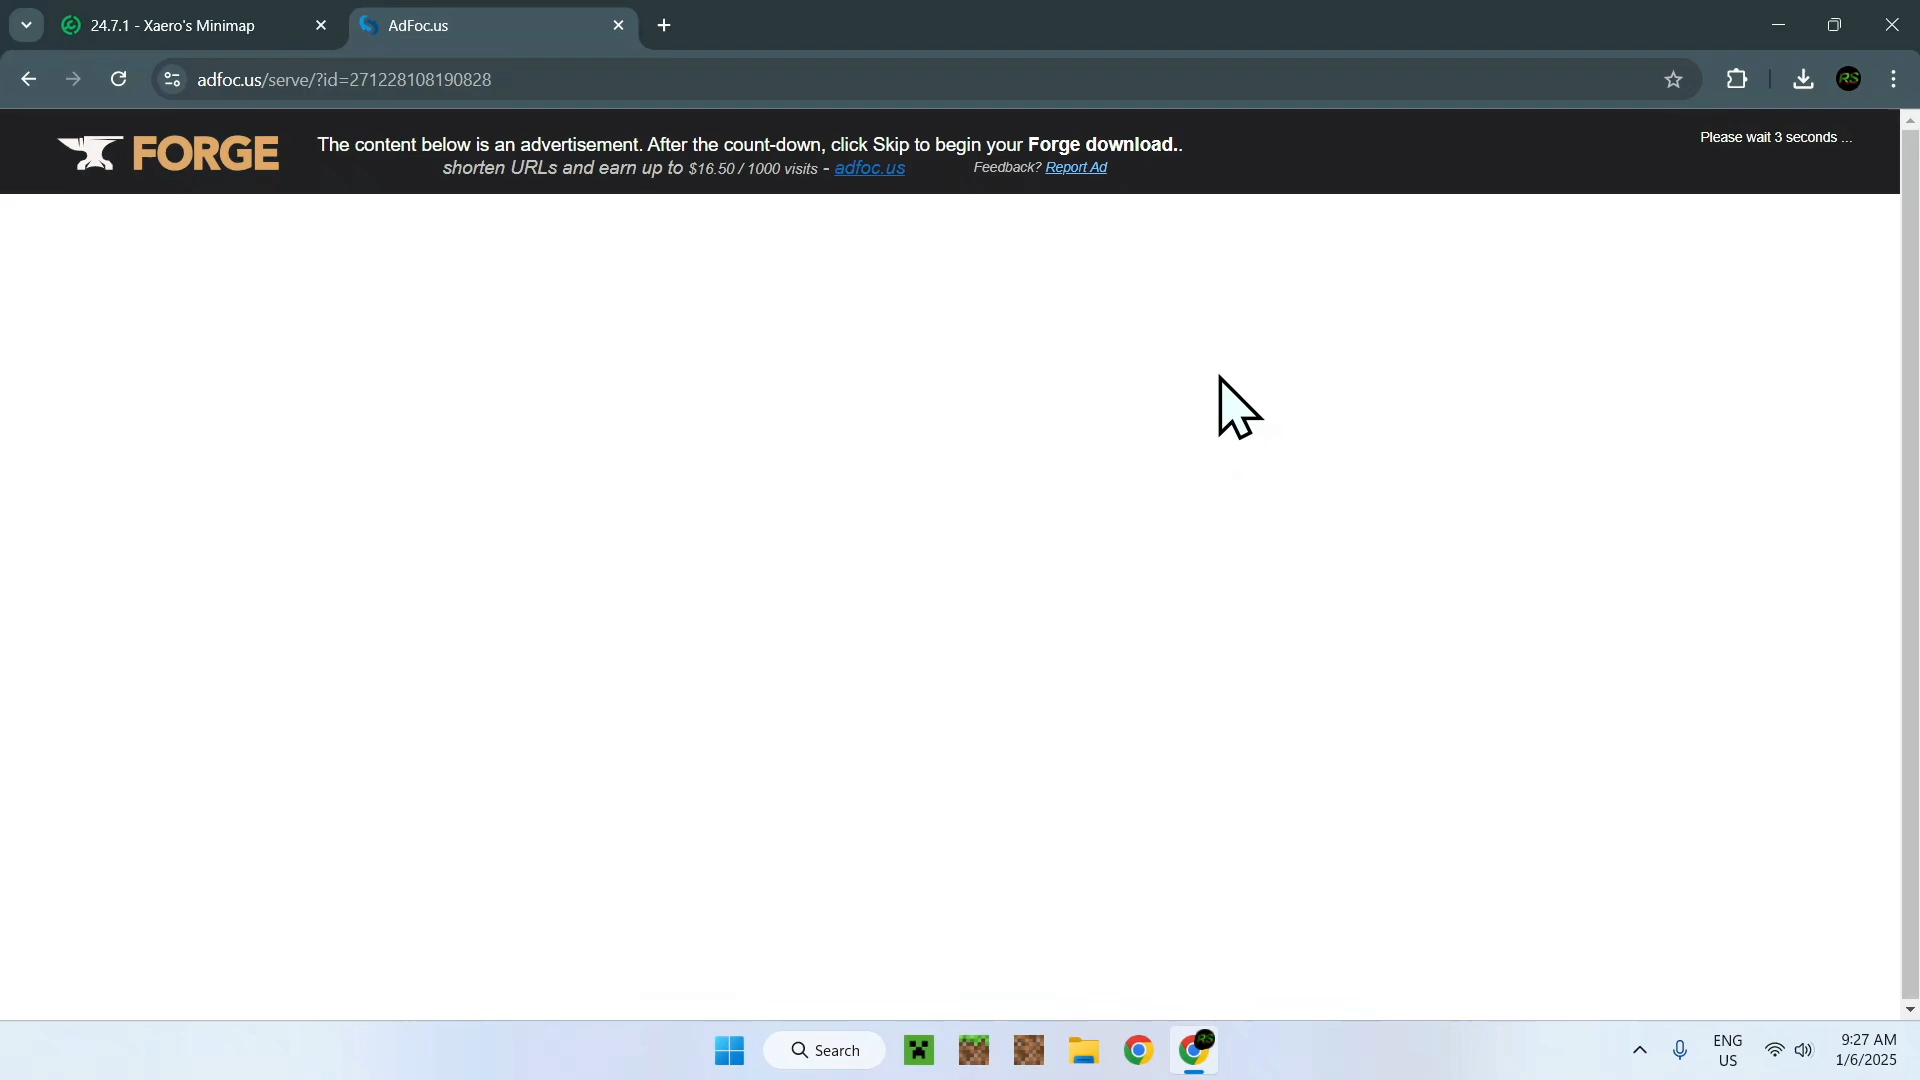 24.7.1 - Xaero's Minimap
AdFoc.us
adfoc.us/serve/?id=271228108190828
RS
FORGE
The content below is an advertisement. After the count-down, click Skip to begin your Forge download..
shorten URLs and earn up to $16.50 / 1000 visits - adfoc.us
Feedback? Report Ad
Please wait 3 seconds ...
Search
RS
ENG
US
9:27 AM
1/6/2025